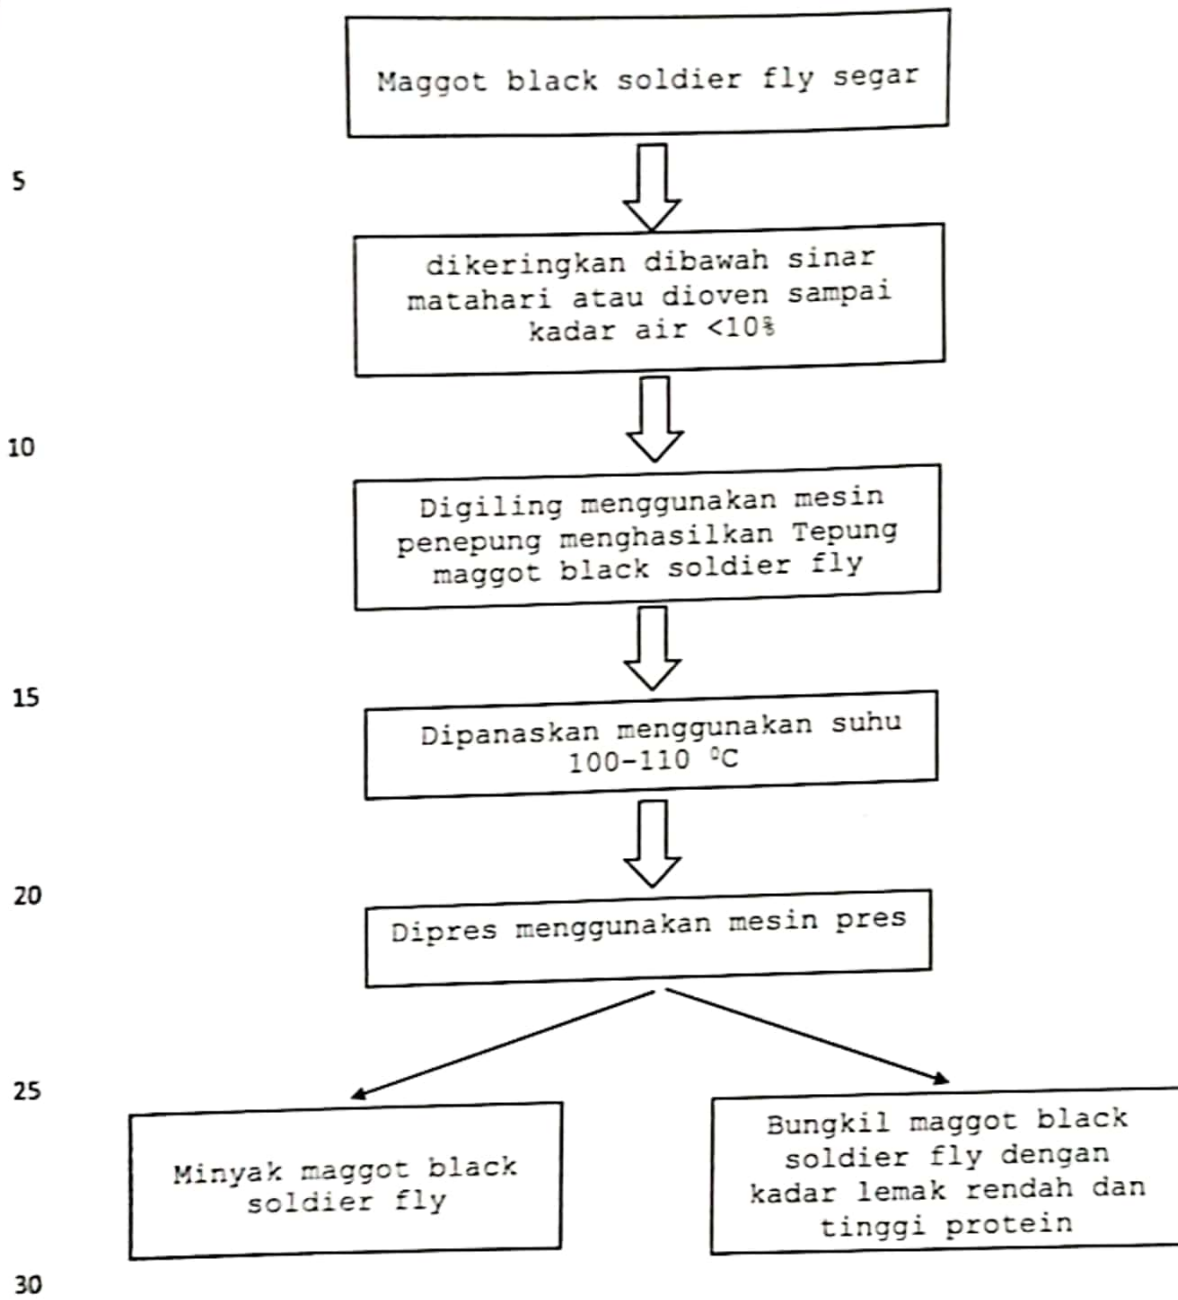 Maggot black soldier fly segar
5
dikeringkan dibawah sinar
matahari atau dioven sampai
kadar air <10%
10
Digiling menggunakan mesin
penepung menghasilkan Tepung
maggot black soldier fly
15
Dipanaskan menggunakan suhu
100-110 ⁰C
20
Dipres menggunakan mesin pres
25
Minyak maggot black
soldier fly
Bungkil maggot black
soldier fly dengan
kadar lemak rendah dan
tinggi protein
30